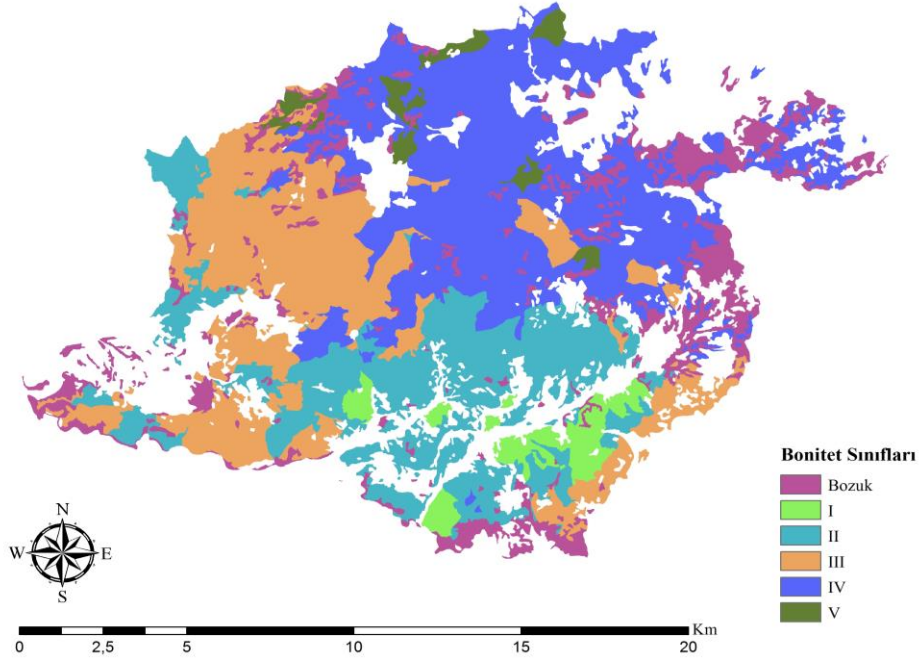 Bonitet Sınıfları
Bozuk
I
II
III
IV
V
N
W E
S
Km
0 2,5 5 10 15 20